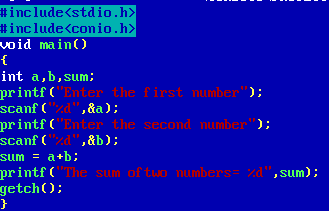 #include<stdio.h>
#include<conio.h>
void main()
{
int a,b,sum;
printf("Enter the first number");
scanf("%d",&a);
printf("Enter the second number");
scanf("%d",&b);
sum = a+b;
printf("The sum oftwo numbers= %d",sum);
getch();
}